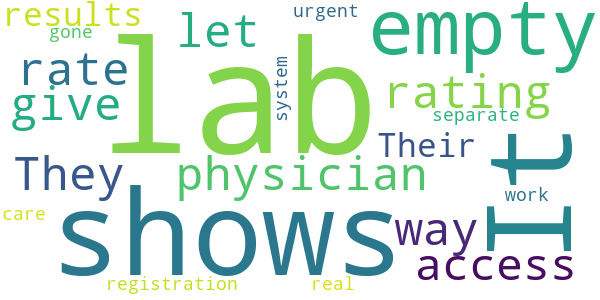 results
gone
let
urgent
empty
rate
lab
system
give
rating
separate
They
physician
Their
It
work
care
shows
way
access
registration
real